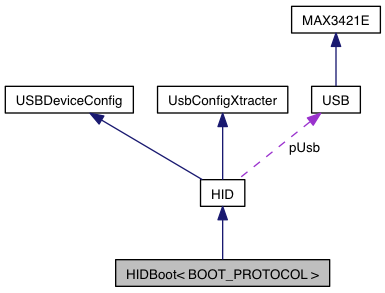 MAX3421E
USBDeviceConfig
UsbConfigXtracter
USB
pUsb
HID
HIDBoot< BOOT_PROTOCOL >